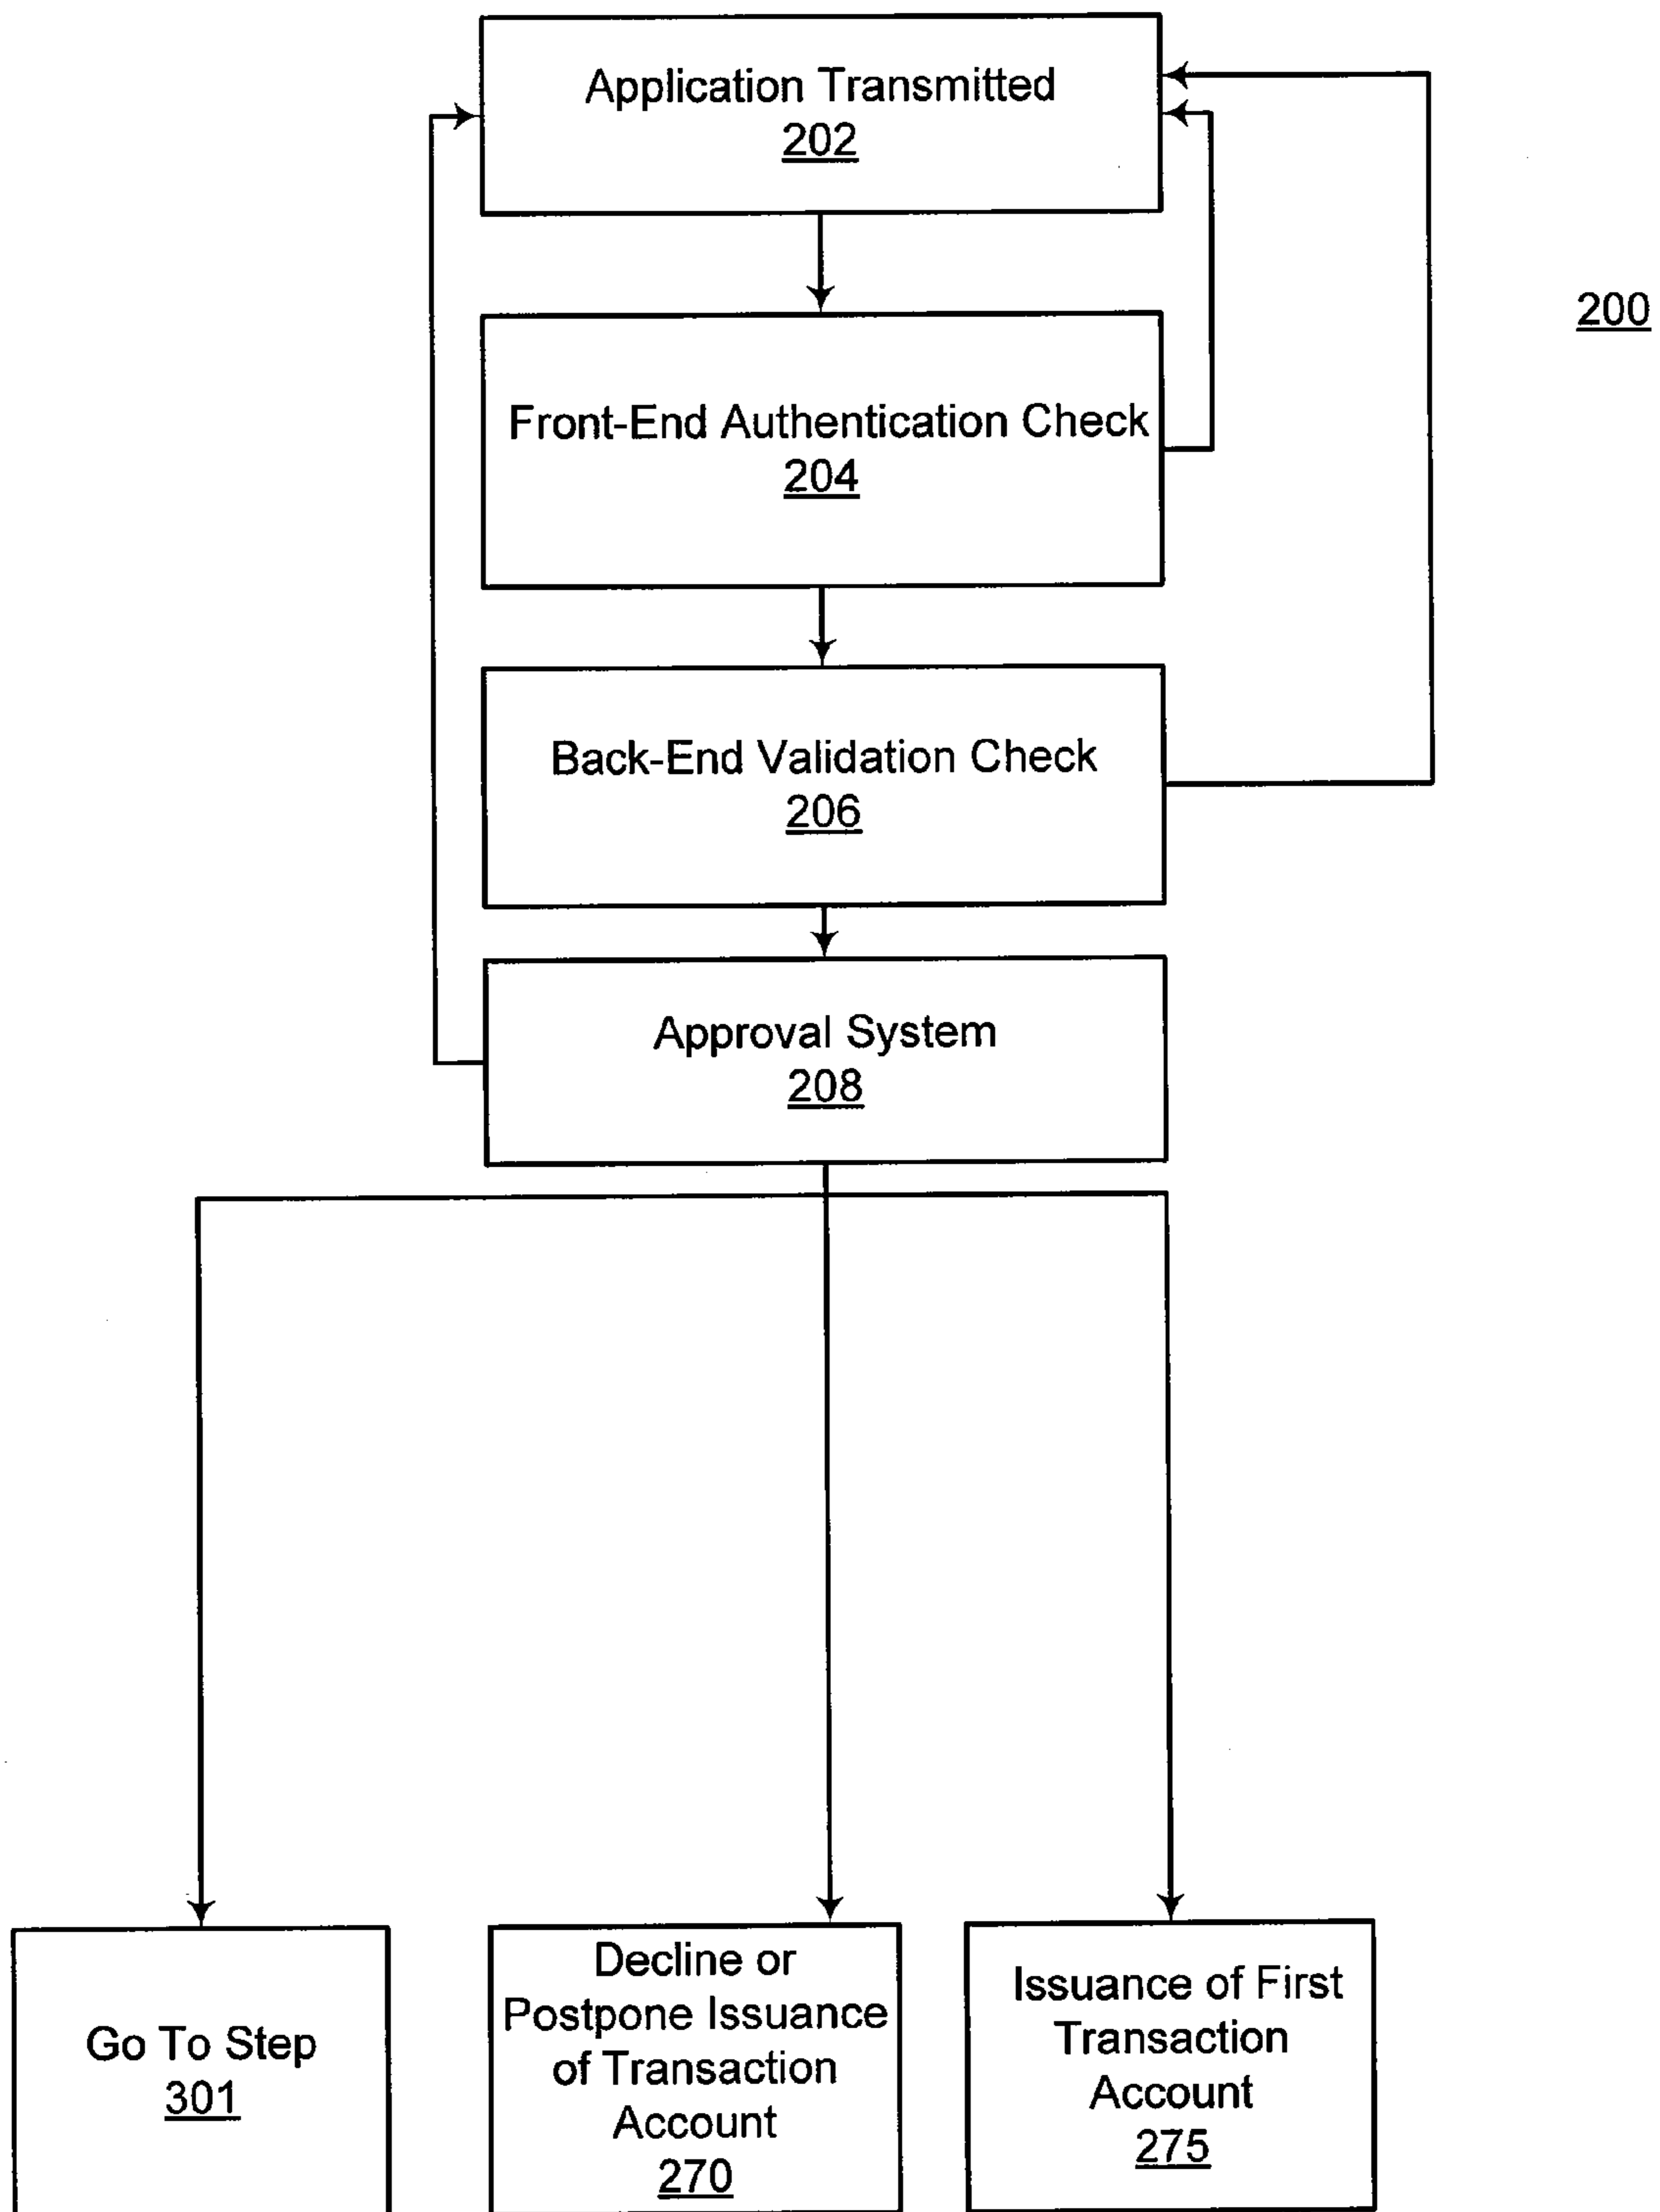 Application Transmitted
202
200
Front-End Authentication Check
204
Back-End Validation Check
206
Approval System
208
Go To Step
301
Decline or
Postpone Issuance
of Transaction
Account
270
Issuance of First
Transaction
Account
275